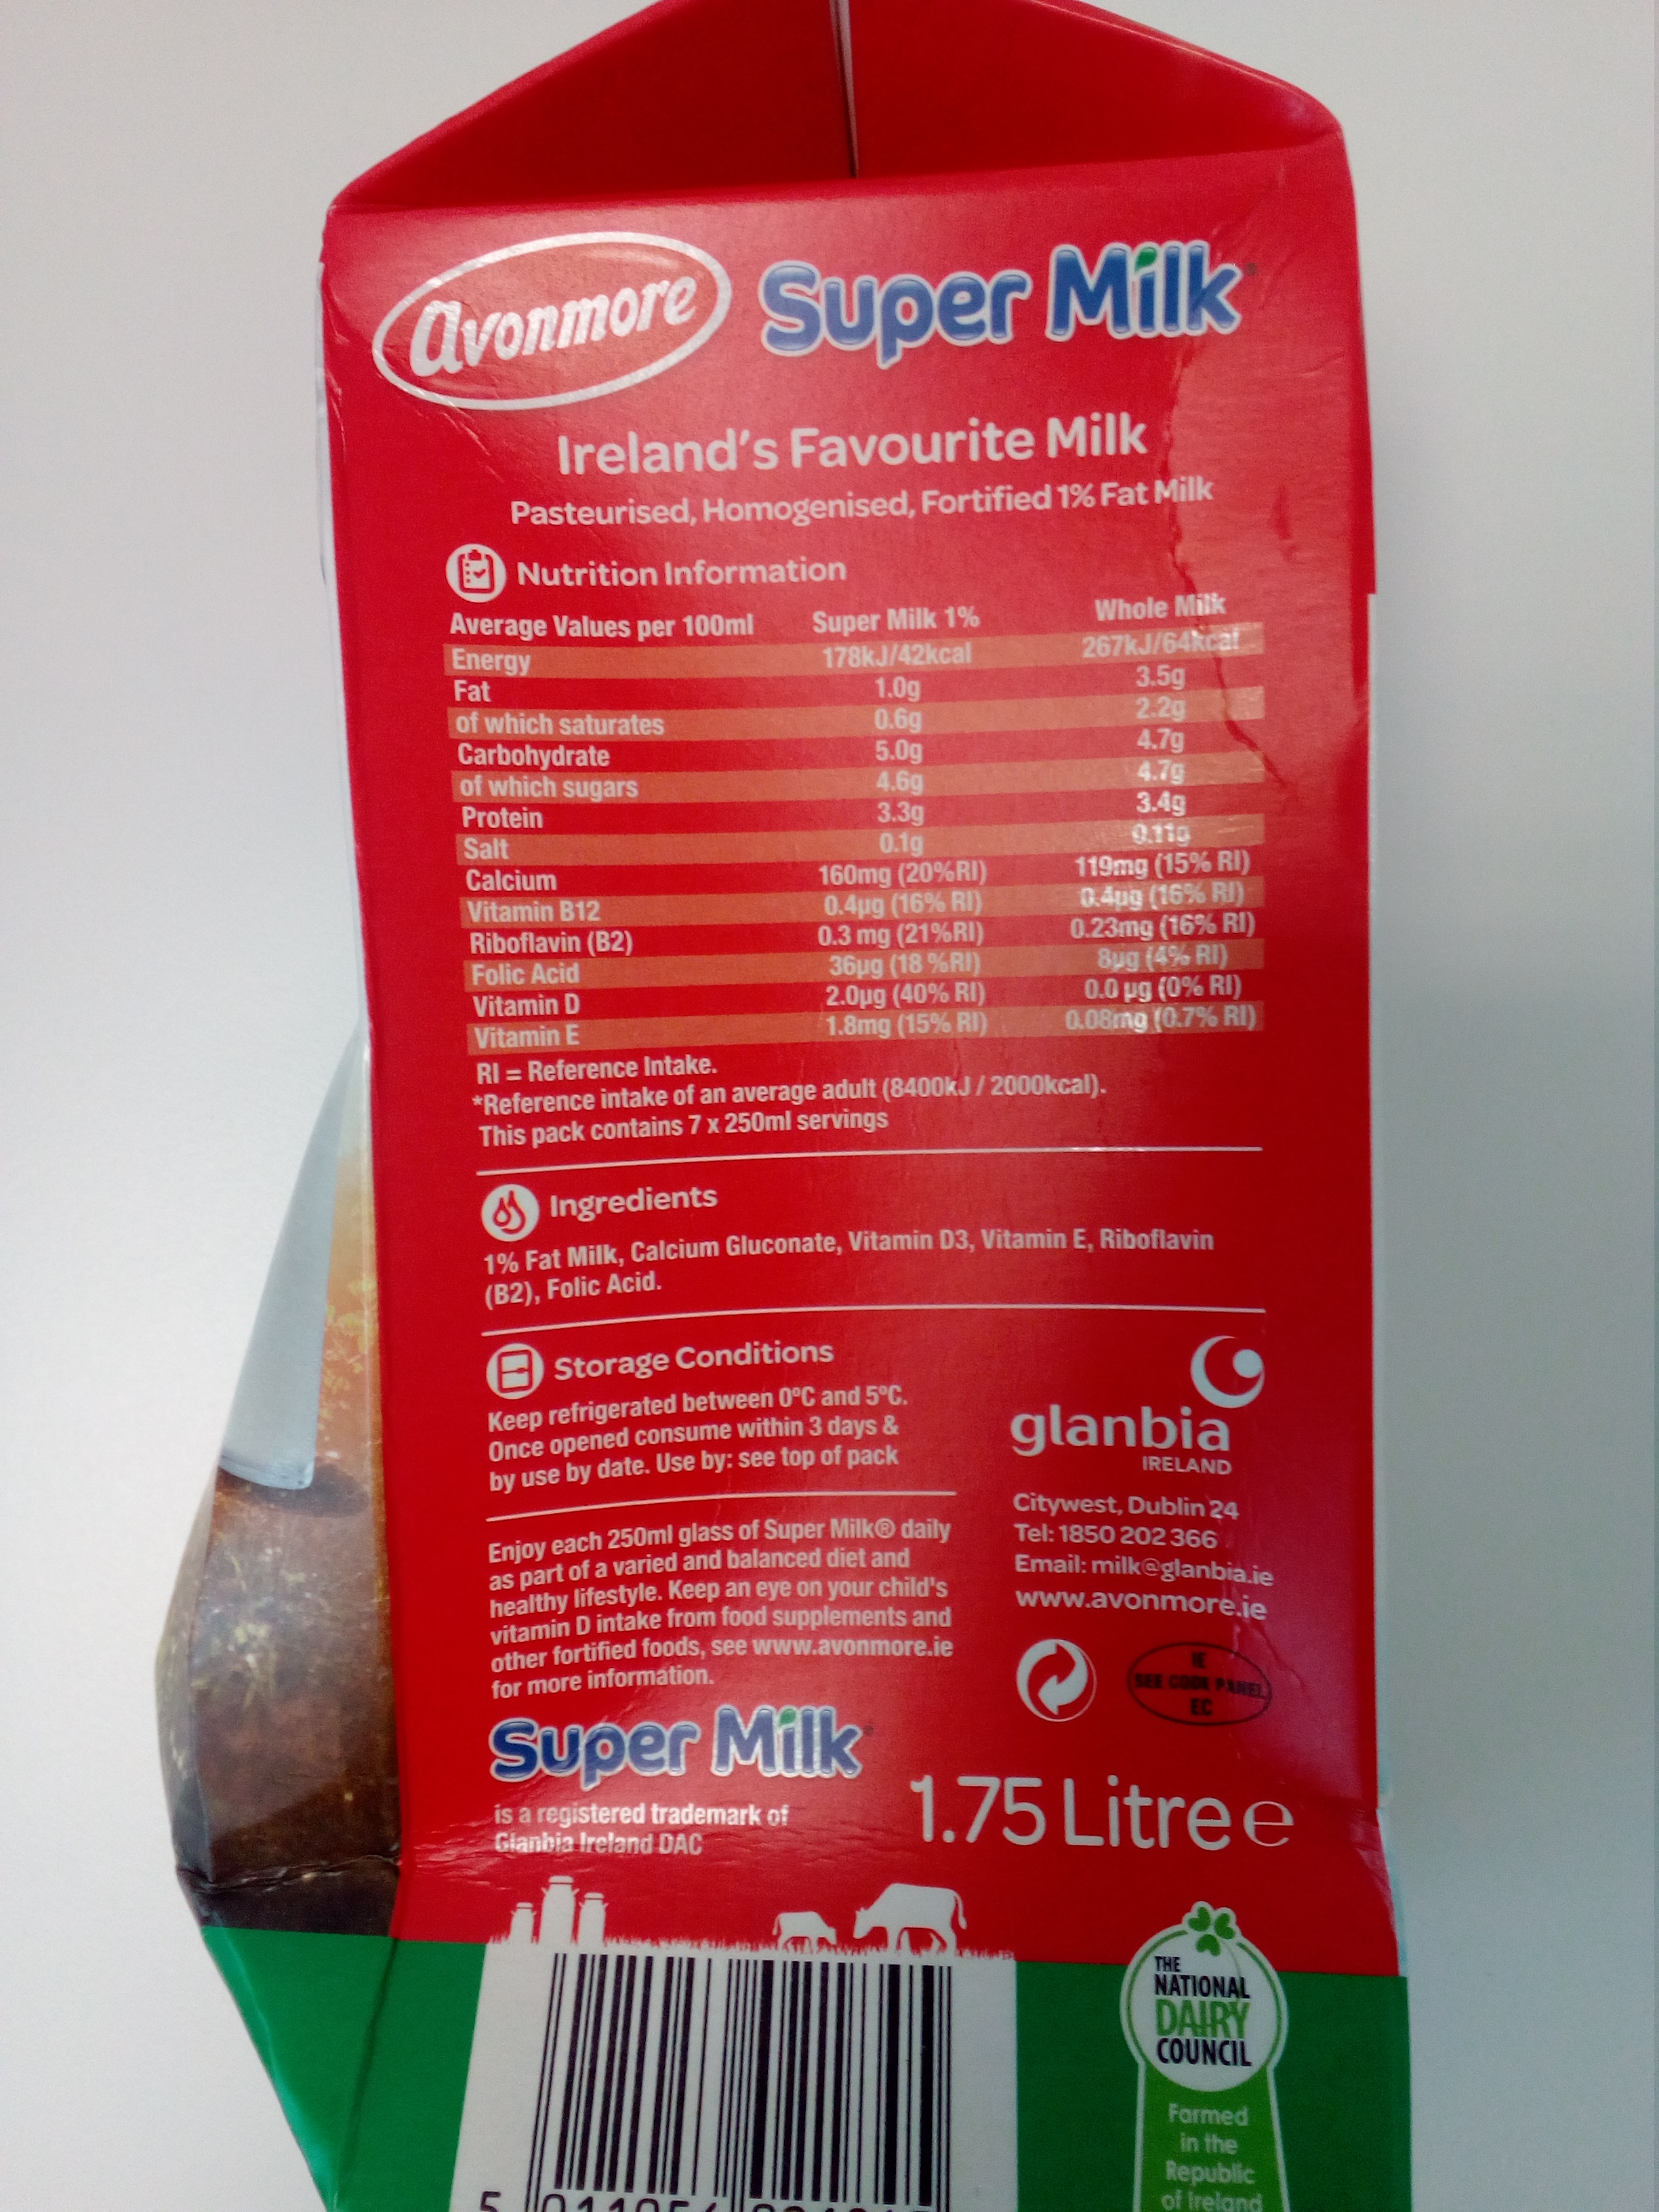 avonmore Super Milk
Ireland's Favourite Milk
Pasteurised, Homogenised, Fortified 1% Fat Milk
Nutrition Information
Average Values per 100ml Super Milk 1% Whole Milk
Energy 178kJ/42kcal 267kJ/64kcal
Fat 1.0g 3.5g
of which saturates 0.6g 2.2g
Carbohydrate 5.0g 4.7g
of which sugars 4.6g 4.7g
Protein 3.3g 3.4g
Salt 0.1g 0.11g
Calcium 160mg (20%RI) 119mg (15% RI)
Vitamin B12 0.4µg (16% RI) 0.4µg (16% RI)
Riboflavin (B2) 0.3 mg (21%RI) 0.23mg (16% RI)
Folic Acid 36µg (18 %RI) 8µg (4% RI)
Vitamin D 2.0µg (40% RI) 0.0 µg (0% RI)
Vitamin E 1.8mg (15% RI) 0.08mg (0.7% RI)
RI = Reference Intake.
*Reference intake of an average adult (8400kJ / 2000kcal).
This pack contains 7 x 250ml servings
Ingredients
1% Fat Milk, Calcium Gluconate, Vitamin D3, Vitamin E, Riboflavin
(B2), Folic Acid.
Storage Conditions
Keep refrigerated between 0ºC and 5ºC.
Once opened consume within 3 days &
by use by date. Use by: see top of pack
glanbia
IRELAND
Citywest, Dublin 24
Tel: 1850 202 366
Email: milk@glanbia.ie
www.avonmore.ie
Enjoy each 250ml glass of Super Milk® daily
as part of a varied and balanced diet and
healthy lifestyle. Keep an eye on your child's
vitamin D intake from food supplements and
other fortified foods, see www.avonmore.ie
for more information.
IE
SEE CODE PANEL
EC
Super Milk
is a registered trademark of
Glanbia Ireland DAC
1.75 Litre e
THE
NATIONAL
DAIRY
COUNCIL
Farmed
in the
Republic
of Ireland
5